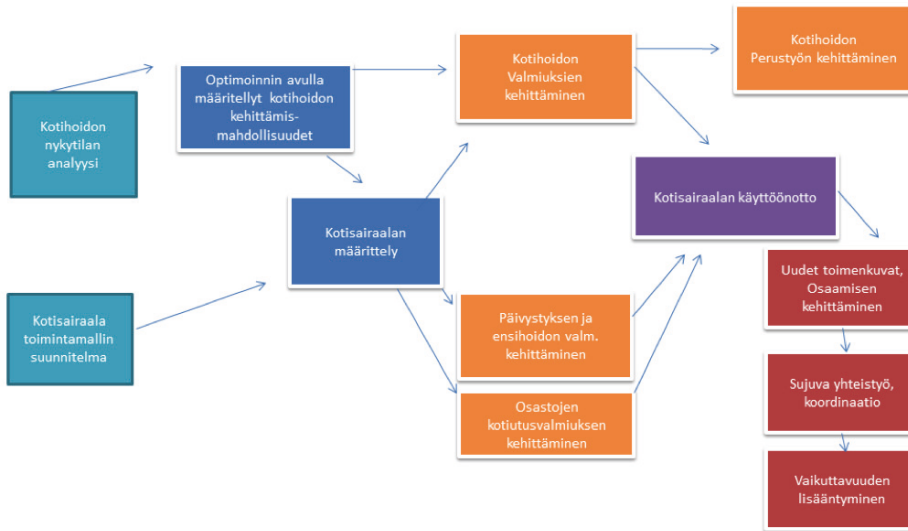 Kotihoidon
nykytilan
analyysi
Kotisairaala
toimintamallin
suunnitelma
Optimoinnin avulla
määritellyt kotihoidon
kehittämis-
mahdollisuudet
Kotisairaalan
määrittely
Kotihoidon
Valmiuksien
kehittäminen
Päivystyksen ja
ensihoidon valm.
kehittäminen
Osastojen
kotiutusvalmiuksen
kehittäminen
Kotihoidon
Perustyön kehittäminen
Kotisairaalan käyttöönotto
Uudet toimenkuvat,
Osaamisen
kehittäminen
Sujuva yhteistyö,
koordinaatio
Vaikuttavuuden
lisääntyminen